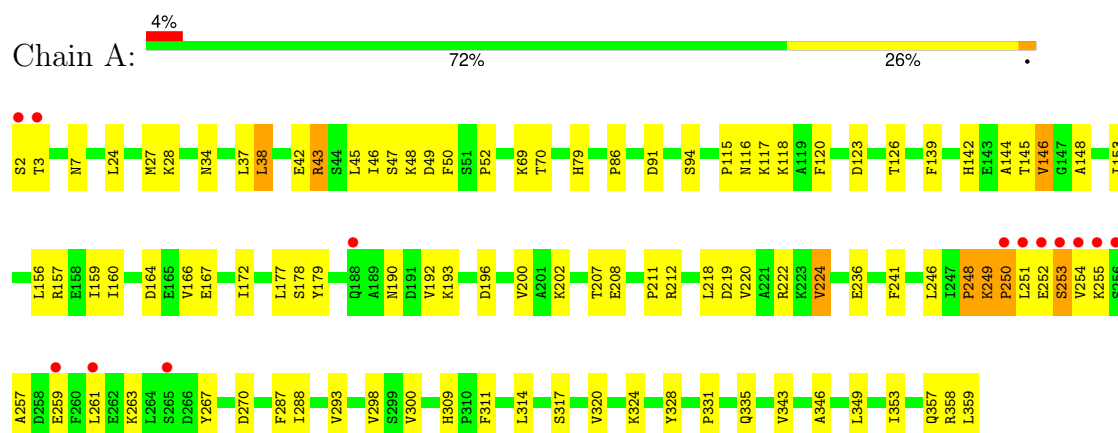 4%
Chain A:
72% 26% •
S2 T3 N7 L24 M27 K28 N34 L37 L38 E42 R43 S44 L45 I46 S47 K48 D49 F50 S51 P52 K69 T70 H79 P86 D91 S94 P115 N116 K117 K118 A119 F120 D123 T126 F139 H142 E143 A144 T145 V146 G147 A148 I153
L156 R157 E158 I159 I160 D164 E165 V166 E167 I172 L177 S178 Y179 Q188 A189 N190 D191 V192 K193 D196 V200 A201 K202 T207 E208 P211 R212 L218 D219 V220 A221 R222 K223 V224 E236 F241 L246 I247 P248 K249 P250 L251 E252 S253 V254 K255 S256
A257 D258 E259 F260 L261 E262 K263 L264 S265 D266 Y267 D270 F287 I288 V293 V298 S299 V300 H309 P310 F311 L314 S317 V320 K324 Y328 P331 Q335 V343 A346 L349 I353 Q357 R358 L359